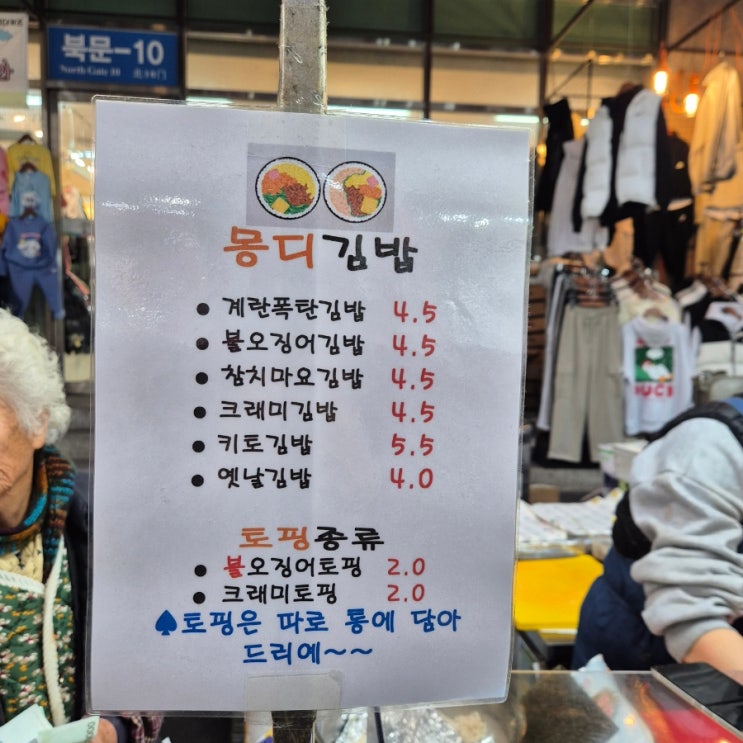 북문-10
North Gate 10 北10门
몽디김밥
● 계란폭탄김밥 4.5
● 불오징어김밥 4.5
● 참치마요김밥 4.5
● 크래미김밥 4.5
● 키토김밥 5.5
● 옛날김밥 4.0
토핑종류
● 불오징어토핑 2.0
● 크래미토핑 2.0
♠토핑은 따로 통에 담아
드리예~~